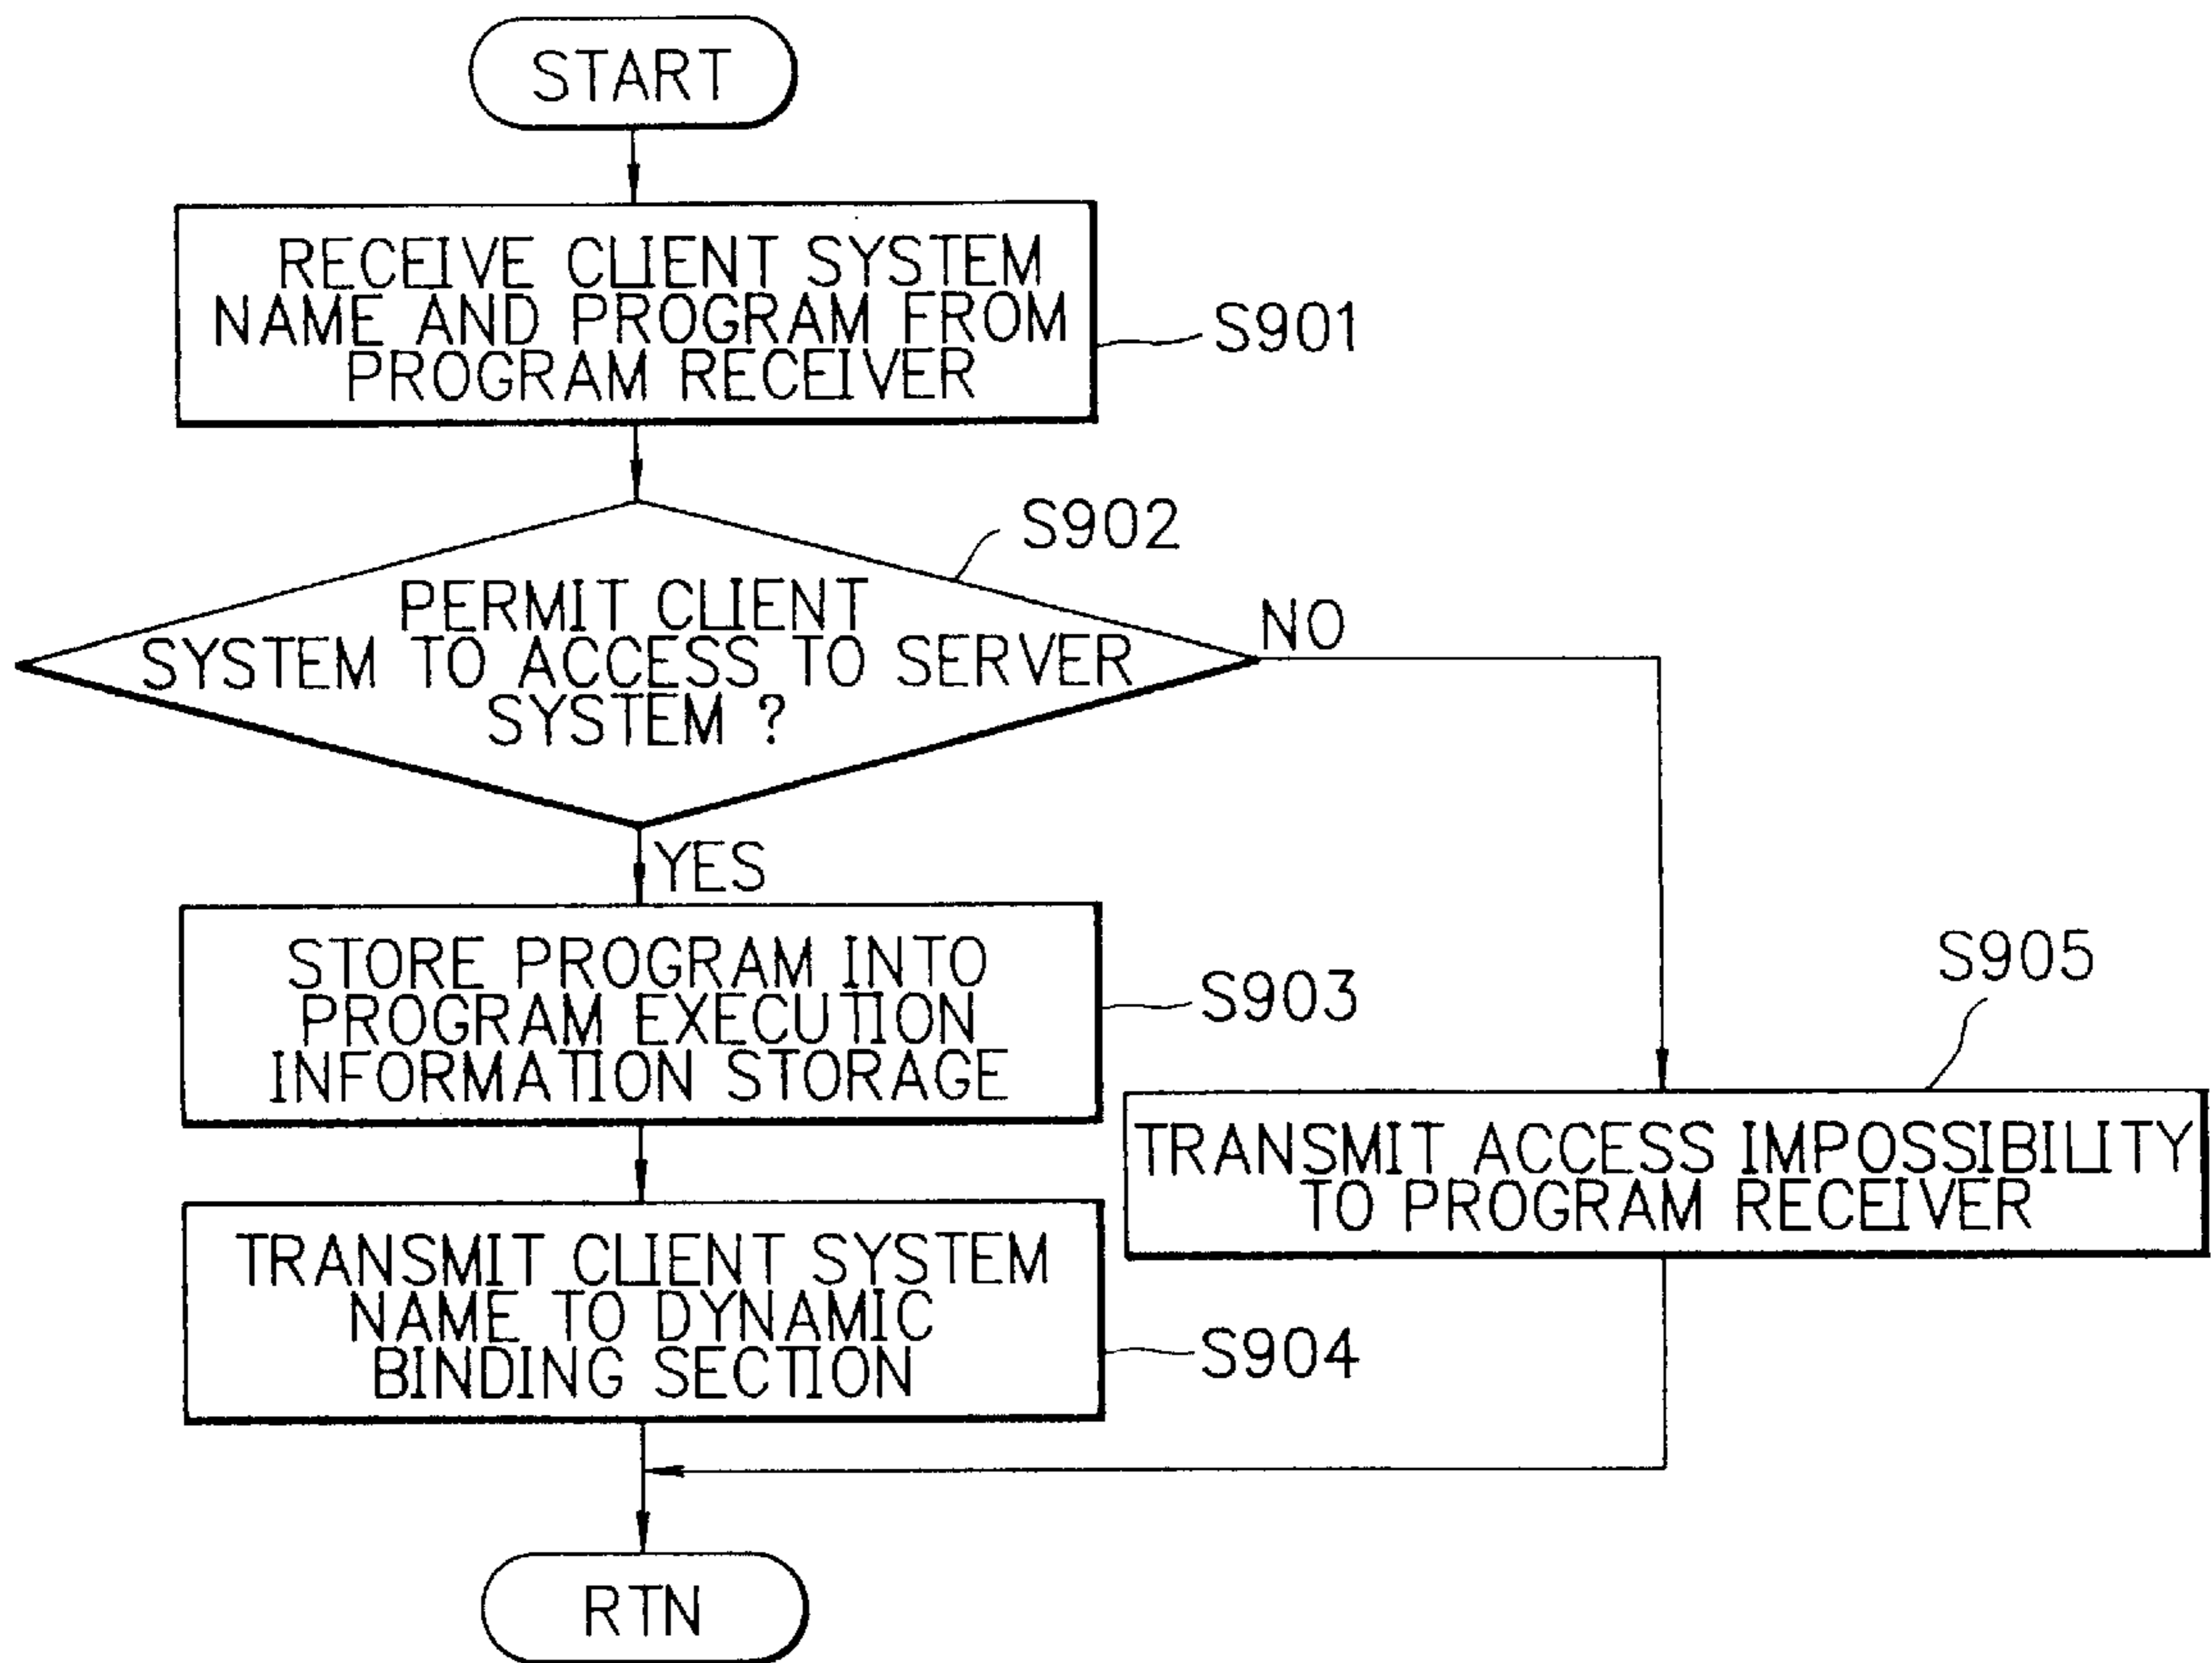 START
RECEIVE CLIENT SYSTEM
NAME AND PROGRAM FROM
PROGRAM RECEIVER
S901
S902
PERMIT CLIENT
SYSTEM TO ACCESS TO SERVER
SYSTEM ?
NO
YES
STORE PROGRAM INTO
PROGRAM EXECUTION
INFORMATION STORAGE
S903
S905
TRANSMIT ACCESS IMPOSSIBILITY
TO PROGRAM RECEIVER
TRANSMIT CLIENT SYSTEM
NAME TO DYNAMIC
BINDING SECTION
S904
RTN